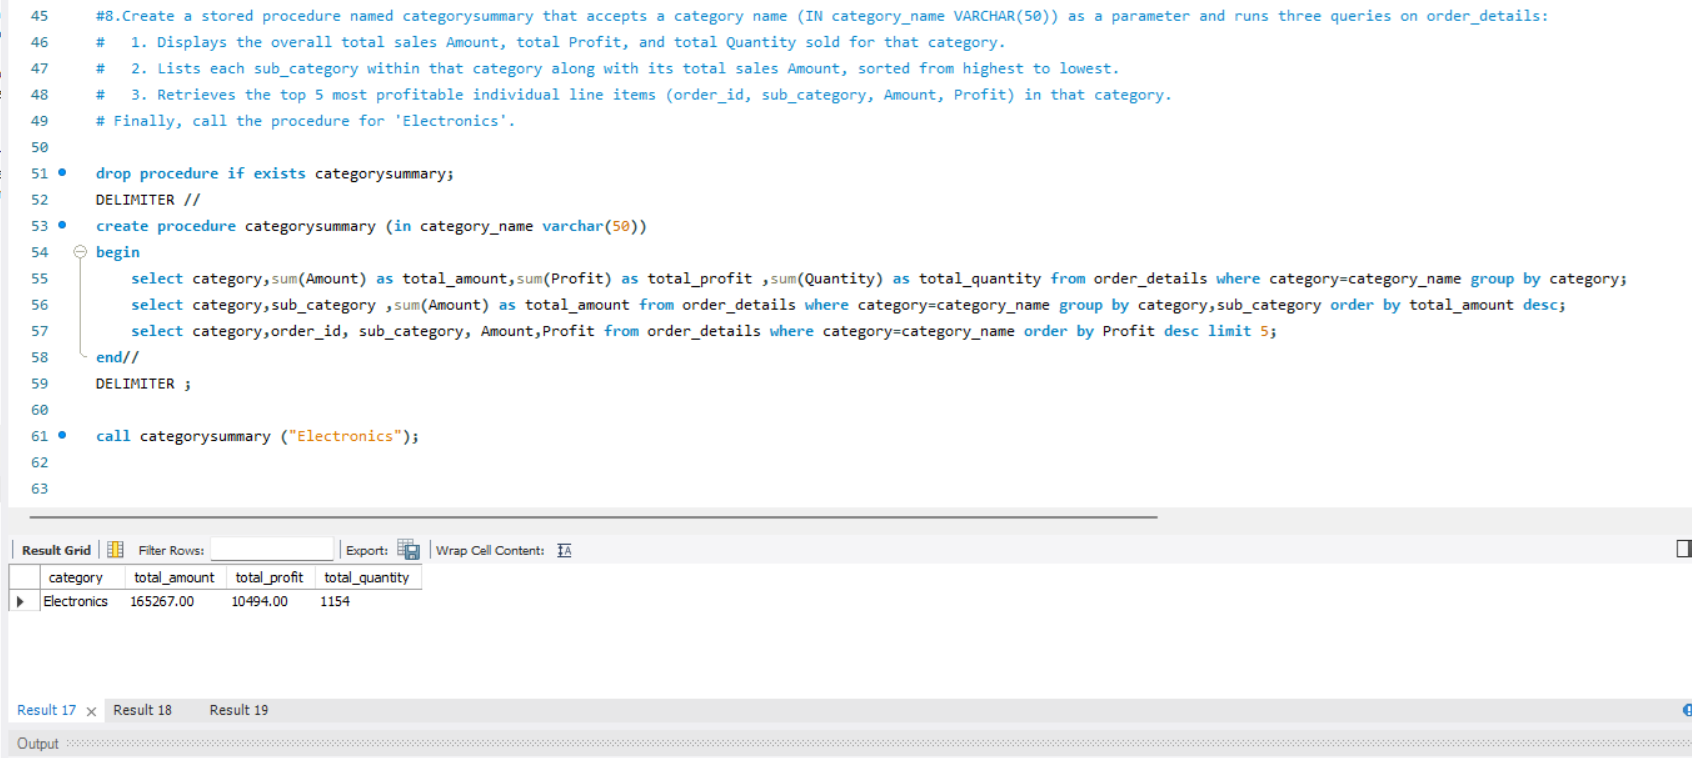 45 #8.Create a stored procedure named categorysummary that accepts a category name (IN category_name VARCHAR(50)) as a parameter and runs three queries on order_details:
46 #   1. Displays the overall total sales Amount, total Profit, and total Quantity sold for that category.
47 #   2. Lists each sub_category within that category along with its total sales Amount, sorted from highest to lowest.
48 #   3. Retrieves the top 5 most profitable individual line items (order_id, sub_category, Amount, Profit) in that category.
49 # Finally, call the procedure for 'Electronics'.
50
51 drop procedure if exists categorysummary;
52 DELIMITER //
53 create procedure categorysummary (in category_name varchar(50))
54 begin
55     select category,sum(Amount) as total_amount,sum(Profit) as total_profit ,sum(Quantity) as total_quantity from order_details where category=category_name group by category;
56     select category,sub_category ,sum(Amount) as total_amount from order_details where category=category_name group by category,sub_category order by total_amount desc;
57     select category,order_id, sub_category, Amount,Profit from order_details where category=category_name order by Profit desc limit 5;
58 end//
59 DELIMITER ;
60
61 call categorysummary ("Electronics");
62
63
Result Grid Filter Rows: Export: Wrap Cell Content: IA
category total_amount total_profit total_quantity
Electronics 165267.00 10494.00 1154
Result 17 × Result 18 Result 19
Output